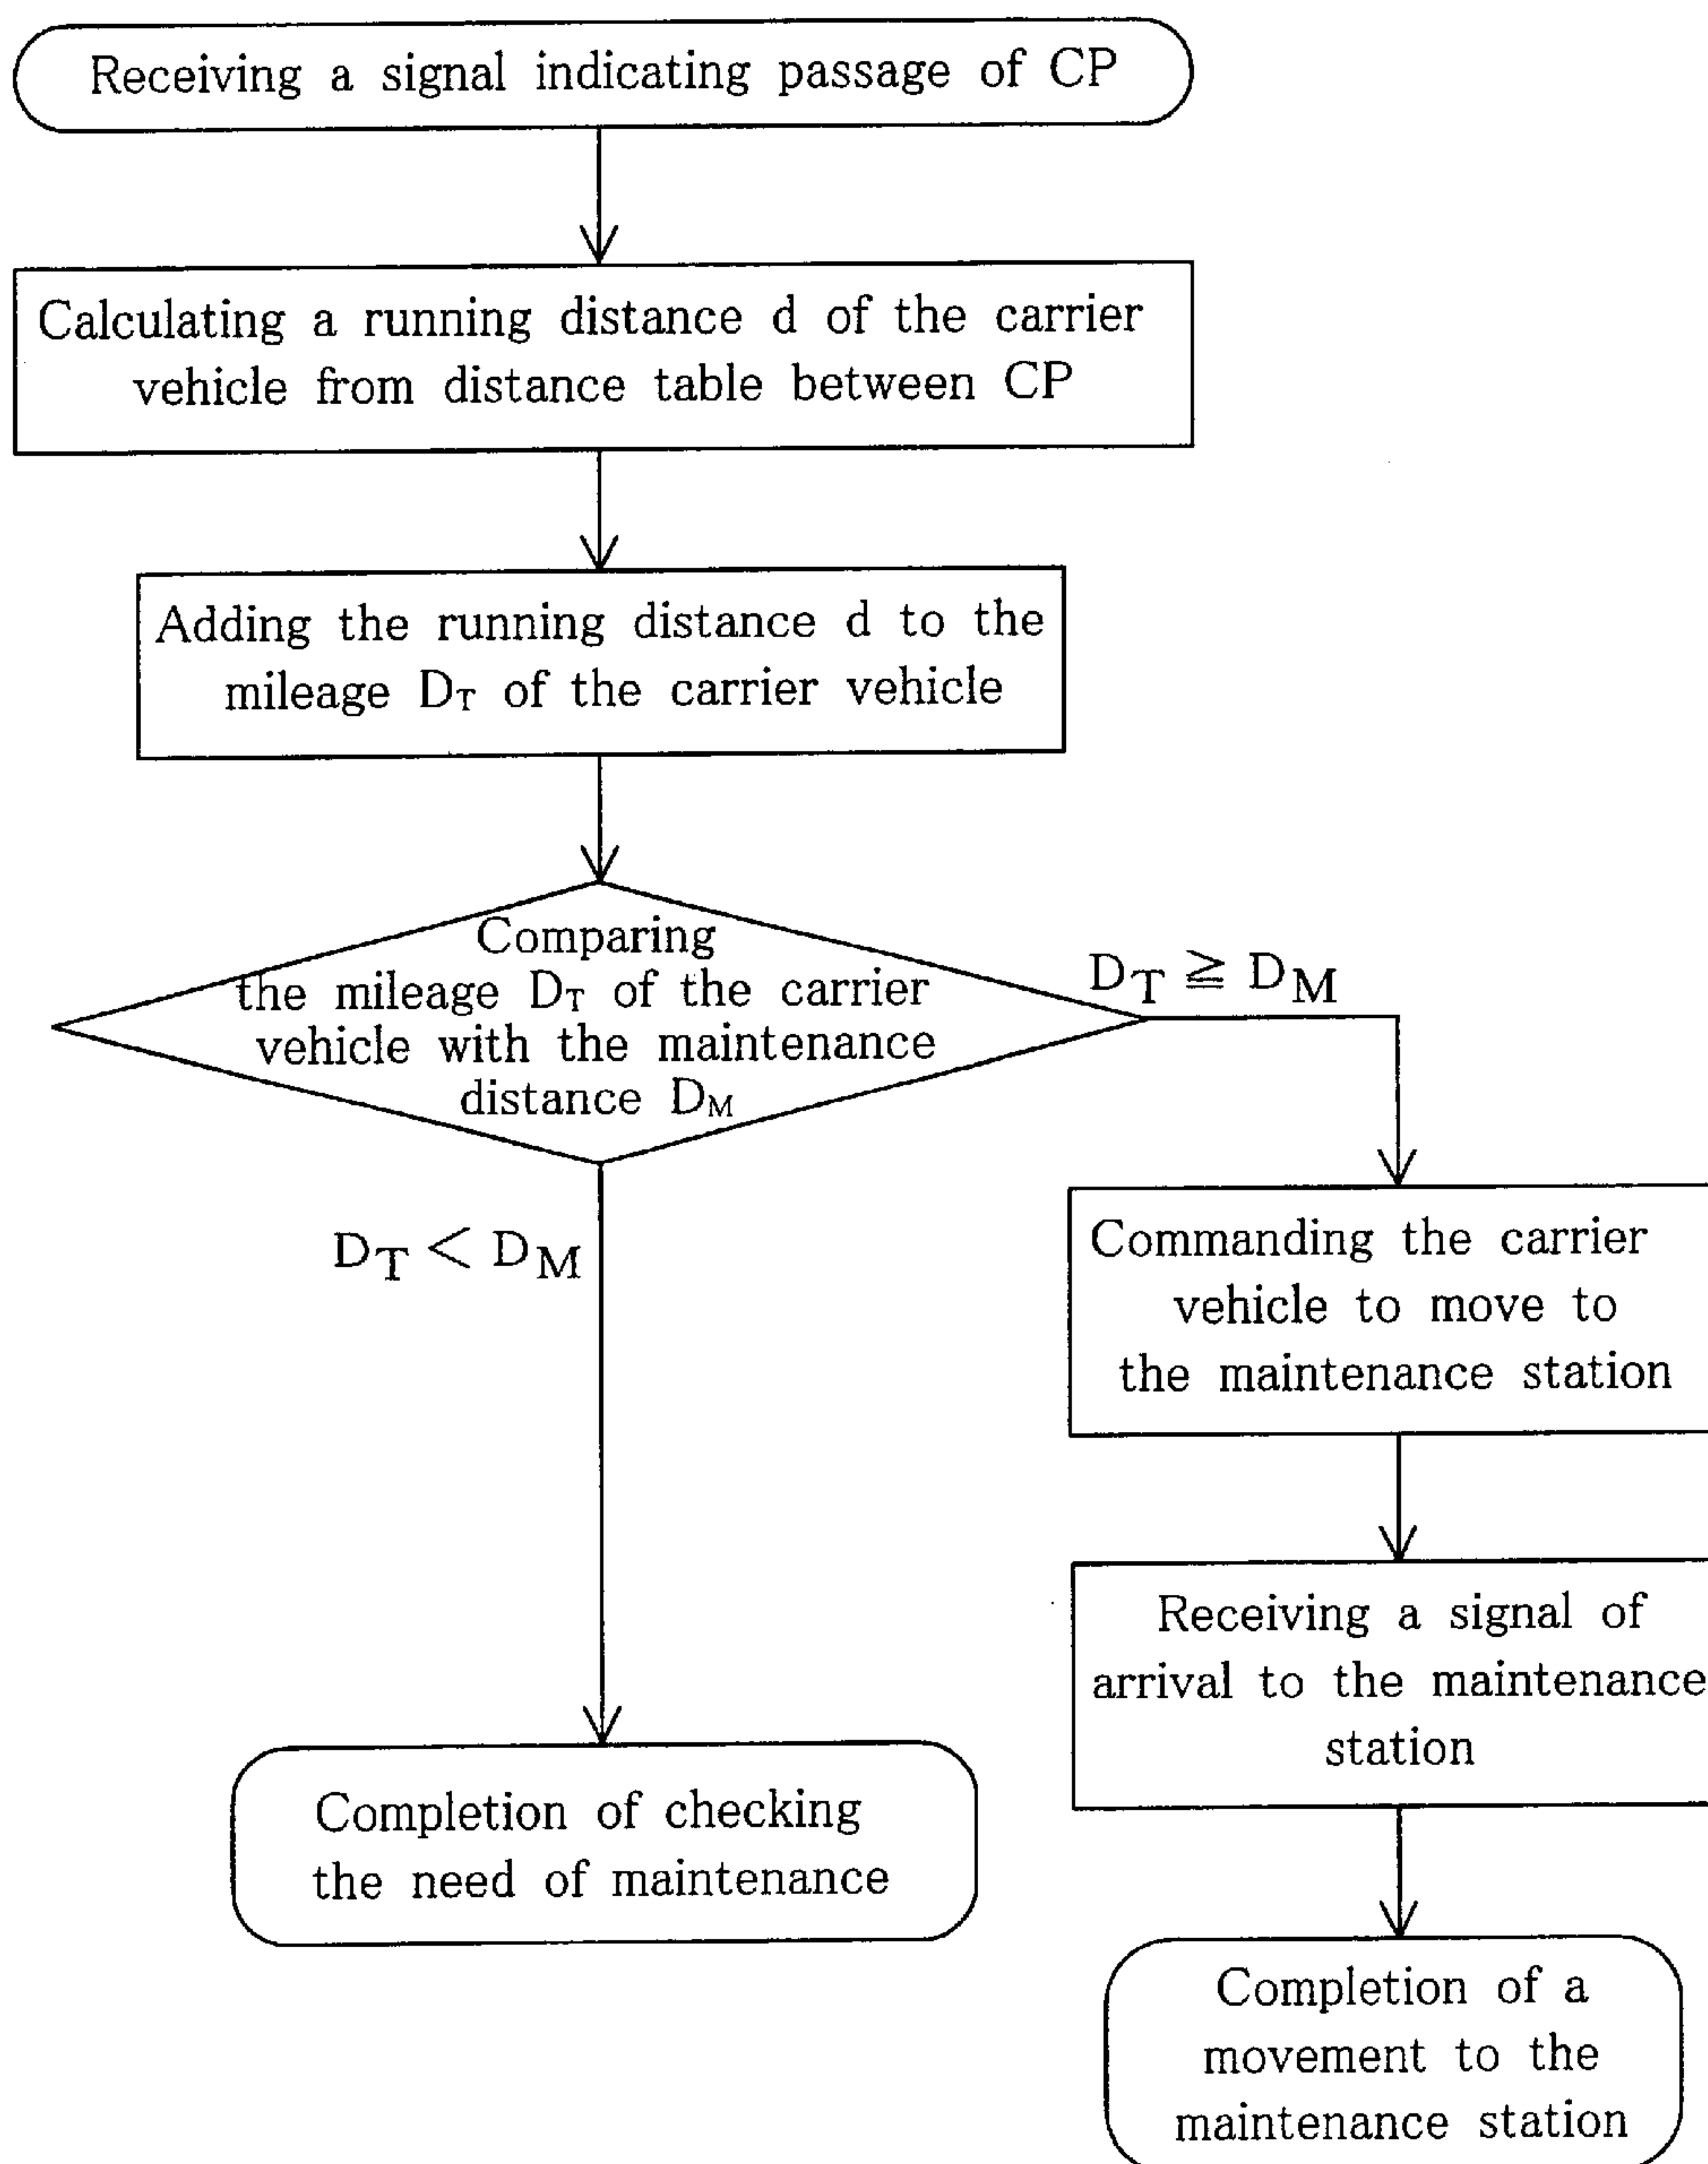 Receiving a signal indicating passage of CP
Calculating a running distance d of the carrier
vehicle from distance table between CP
Adding the running distance d to the
mileage DT of the carrier vehicle
Comparing
the mileage DT of the carrier
vehicle with the maintenance
distance DM
DT ≧ DM
DT < DM
Commanding the carrier
vehicle to move to
the maintenance station
Receiving a signal of
arrival to the maintenance
station
Completion of checking
the need of maintenance
Completion of a
movement to the
maintenance station